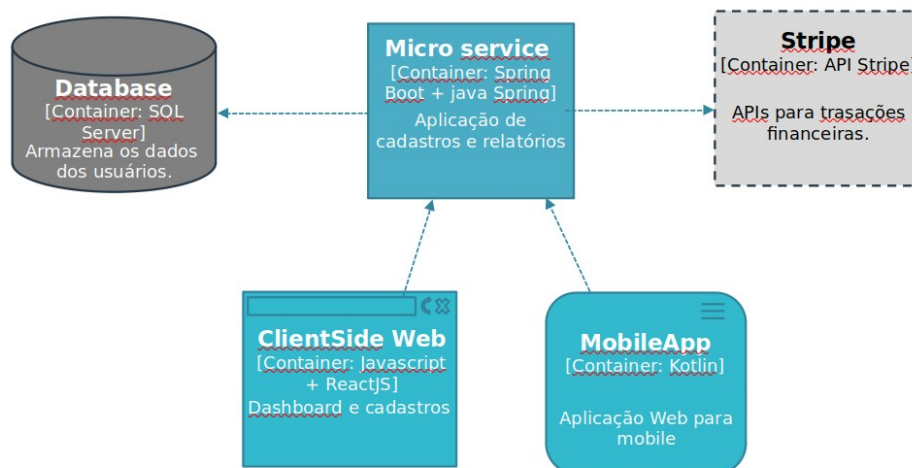 Database
[Container: SQL
Server]
Armazena os dados
dos usuários.
Micro service
[Container: Spring
Boot + java Spring]
Aplicação de
cadastros e relatórios
Stripe
[Container: API Stripe]
APIs para trasações
financeiras.
ClientSide Web
[Container: Javascript
+ ReactJS]
Dashboard e cadastros
MobileApp
[Container: Kotlin]
Aplicação Web para
mobile